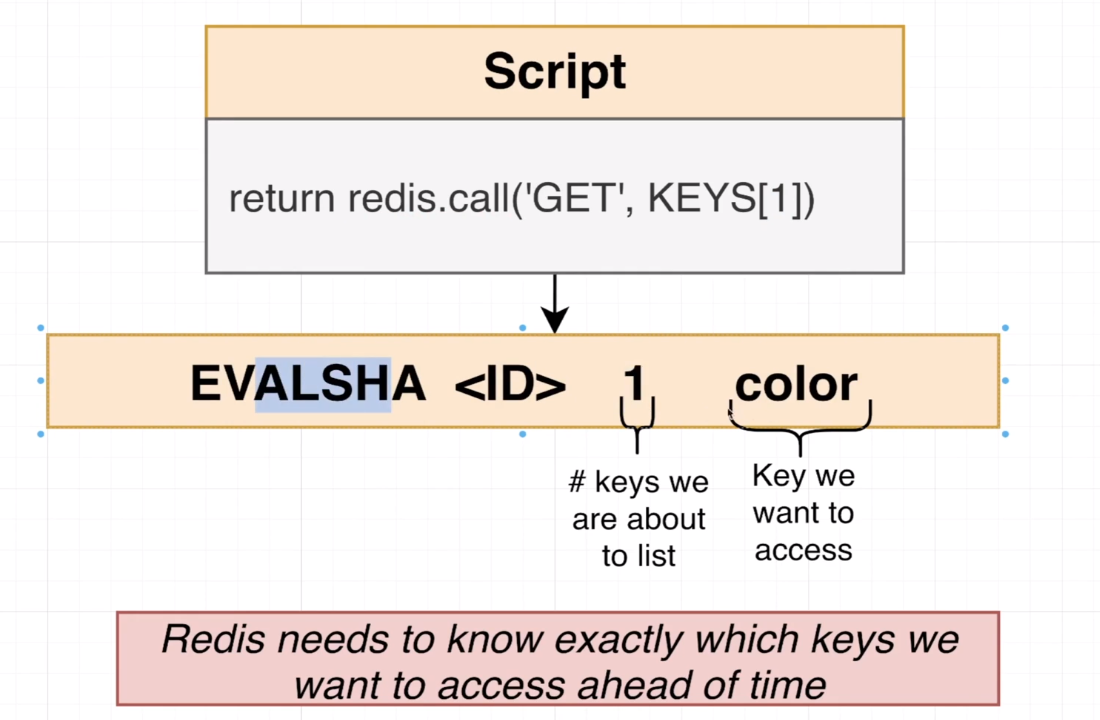 Script
return redis.call('GET', KEYS[1])
EVALSHA <ID> 1 color
# keys we
are about
to list
Key we
want to
access
Redis needs to know exactly which keys we
want to access ahead of time